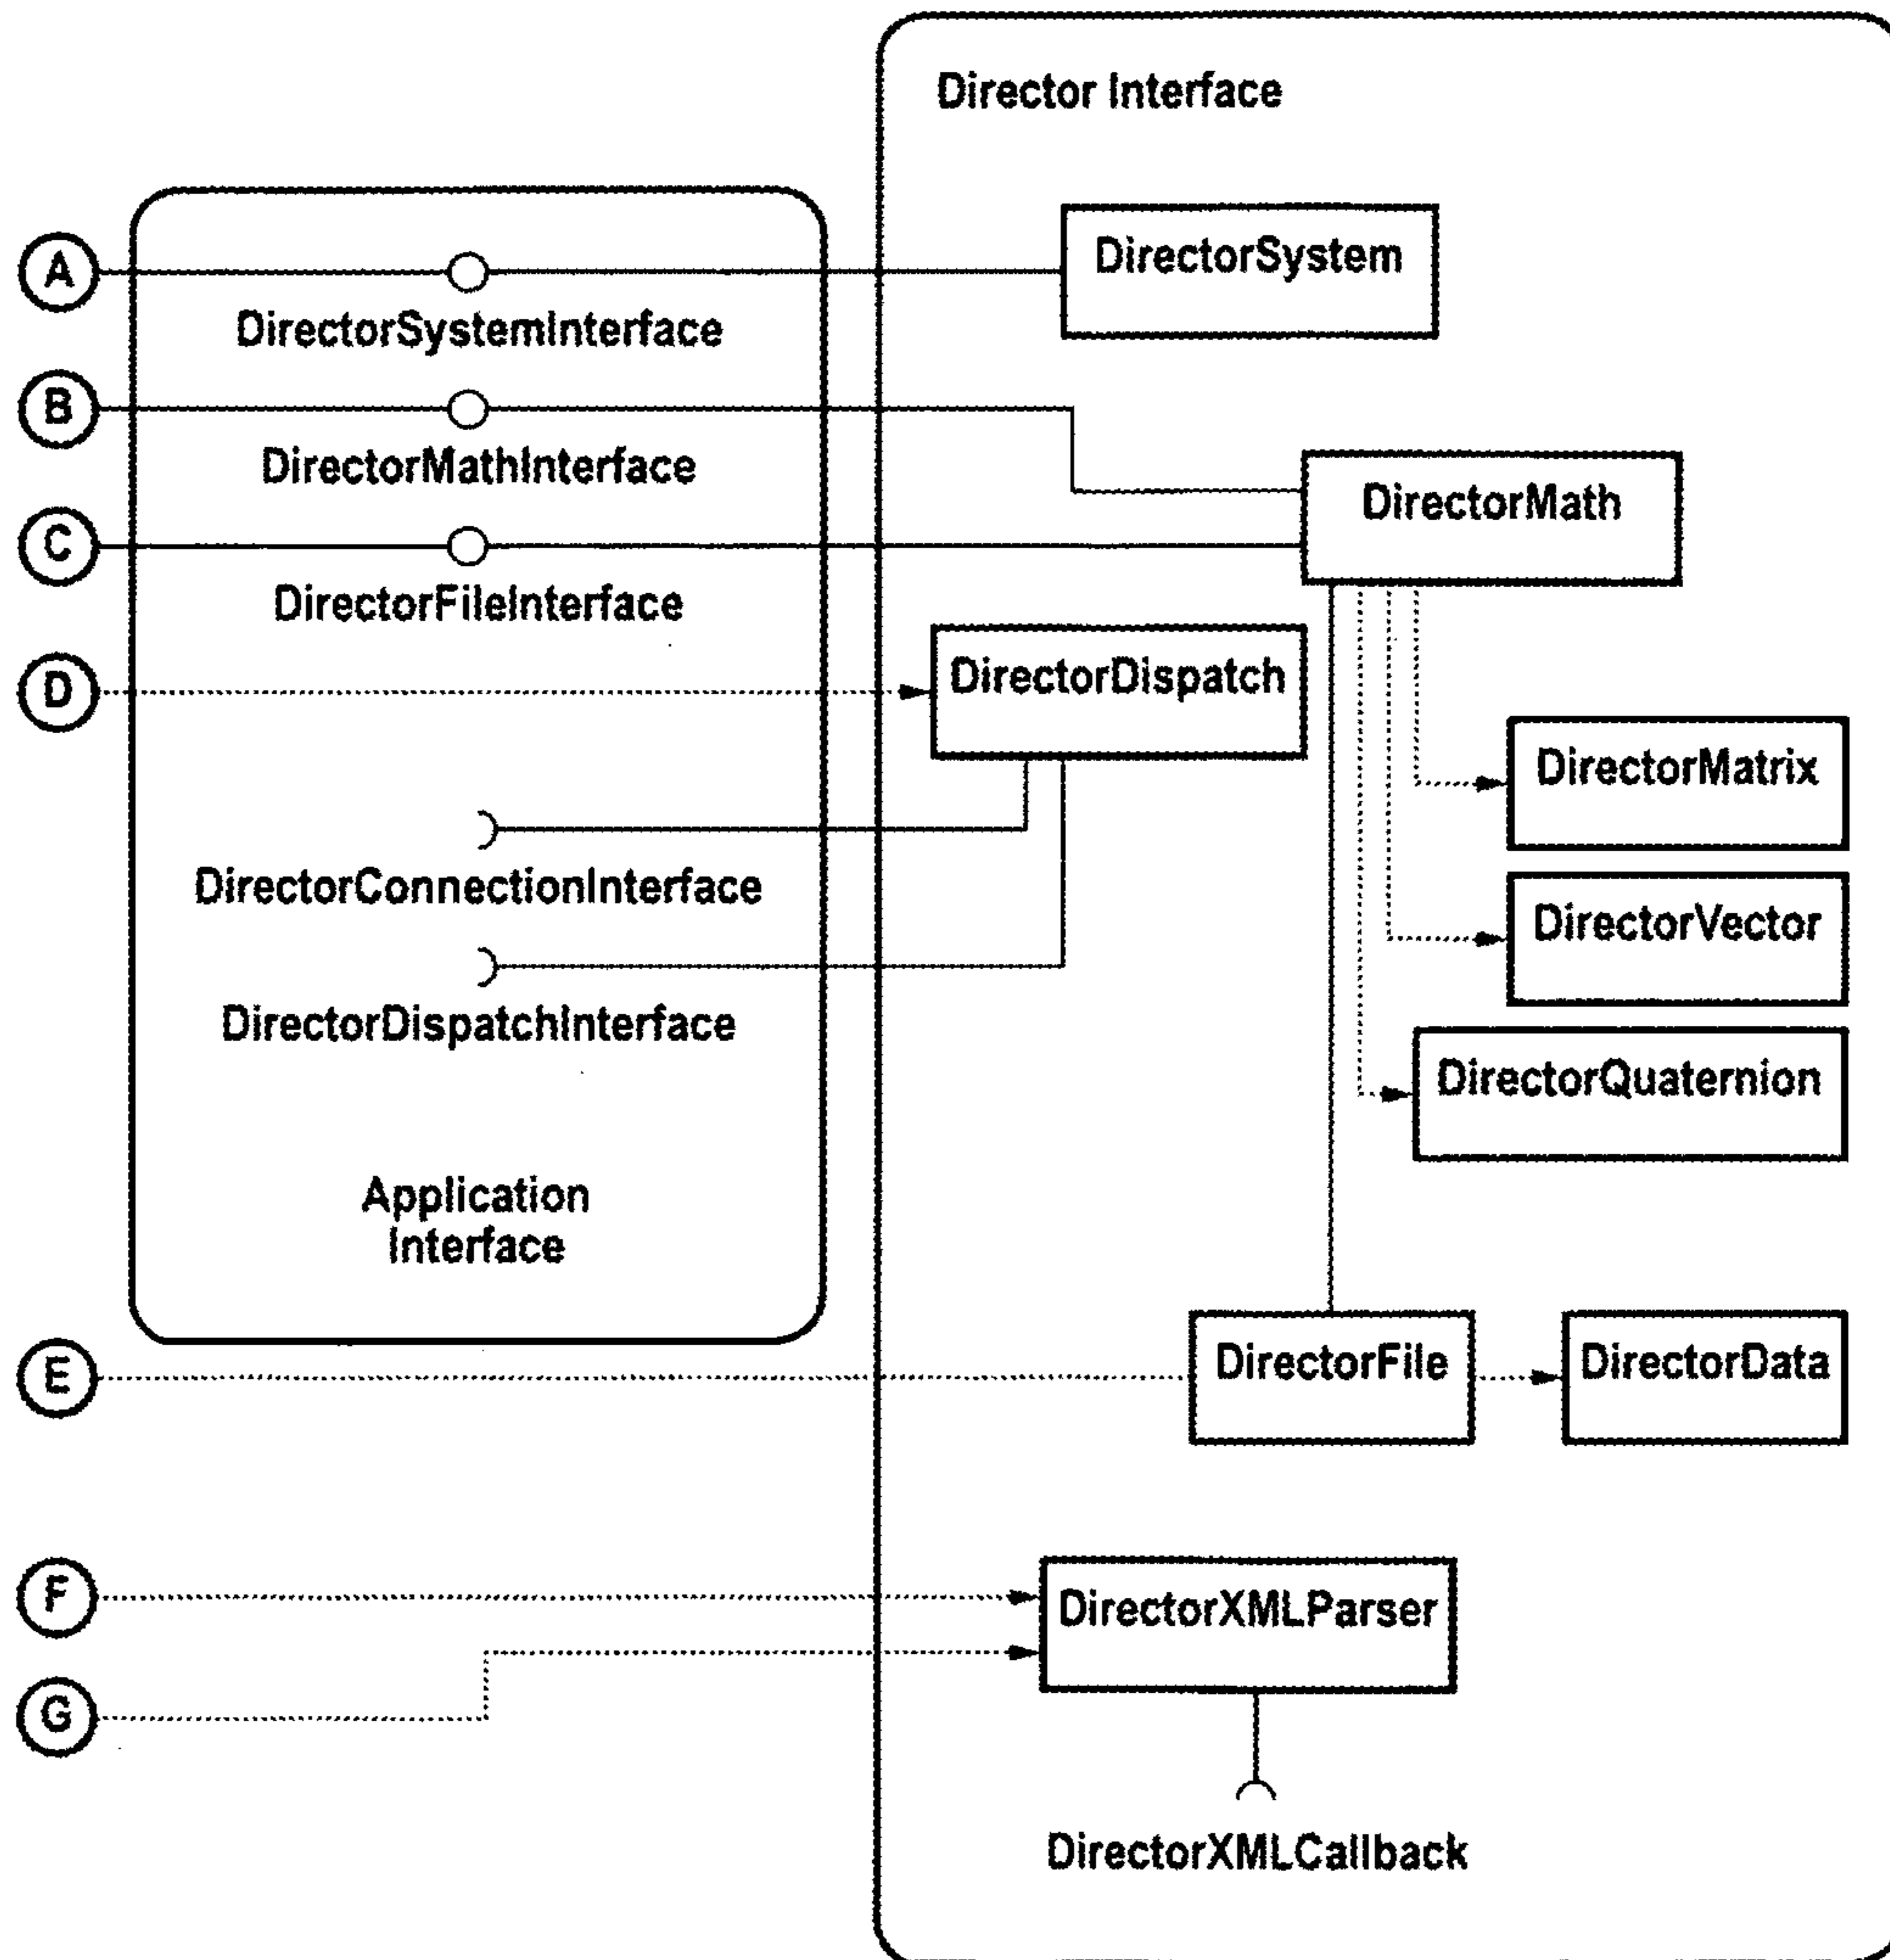 Director Interface
A
DirectorSystem
DirectorSystemInterface
B
DirectorMathInterface
DirectorMath
C
DirectorFileInterface
D
DirectorDispatch
DirectorMatrix
DirectorConnectionInterface
DirectorVector
DirectorDispatchInterface
DirectorQuaternion
Application
Interface
E
DirectorFile
DirectorData
F
DirectorXMLParser
G
DirectorXMLCallback